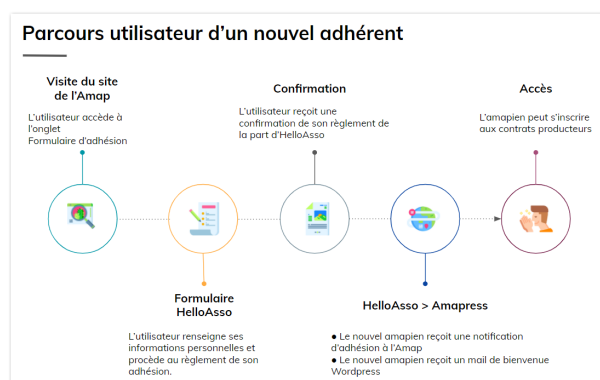 Parcours utilisateur d'un nouvel adhérent
Visite du site
de l'Amap
L'utilisateur accède à
l'onglet
Formulaire d'adhésion
Confirmation
L'utilisateur reçoit une
confirmation de son règlement de
la part d'HelloAsso
Accès
L'amapien peut s'inscrire
aux contrats producteurs
Formulaire
HelloAsso
L'utilisateur renseigne ses
informations personnelles et
procède au règlement de son
adhésion.
HelloAsso > Amapress
● Le nouvel amapien reçoit une notification
d'adhésion à l'Amap
● Le nouvel amapien reçoit un mail de bienvenue
Wordpress